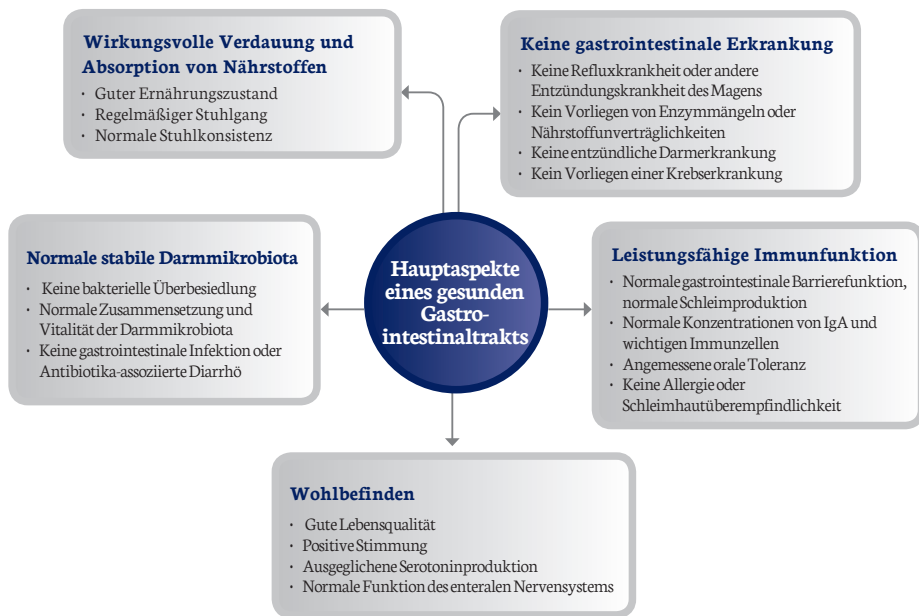 Wirkungsvolle Verdauung und
Absorption von Nährstoffen
· Guter Ernährungszustand
· Regelmäßiger Stuhlgang
· Normale Stuhlkonsistenz
Keine gastrointestinale Erkrankung
· Keine Refluxkrankheit oder andere
Entzündungskrankheit des Magens
· Kein Vorliegen von Enzymmängeln oder
Nährstoffunverträglichkeiten
· Keine entzündliche Darmerkrankung
· Kein Vorliegen einer Krebserkrankung
Normale stabile Darmmikrobiota
· Keine bakterielle Überbesiedlung
· Normale Zusammensetzung und
Vitalität der Darmmikrobiota
· Keine gastrointestinale Infektion oder
Antibiotika-assoziierte Diarrhö
Hauptaspekte
eines gesunden
Gastro-
intestinaltrakts
Leistungsfähige Immunfunktion
· Normale gastrointestinale Barrierefunktion,
normale Schleimproduktion
· Normale Konzentrationen von IgA und
wichtigen Immunzellen
· Angemessene orale Toleranz
· Keine Allergie oder
Schleimhautüberempfindlichkeit
Wohlbefinden
· Gute Lebensqualität
· Positive Stimmung
· Ausgeglichene Serotoninproduktion
· Normale Funktion des enteralen Nervensystems